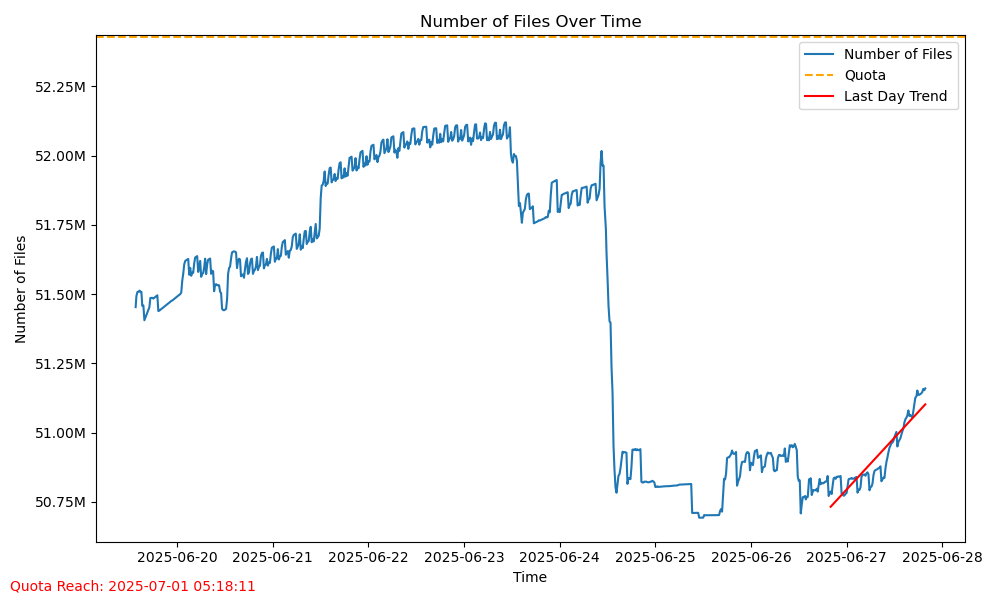 Number of Files Over Time
Number of Files
Quota
Last Day Trend
52.25M
52.00M
51.75M
51.50M
51.25M
51.00M
50.75M
Number of Files
2025-06-20 2025-06-21 2025-06-22 2025-06-23 2025-06-24 2025-06-25 2025-06-26 2025-06-27 2025-06-28
Time
Quota Reach: 2025-07-01 05:18:11